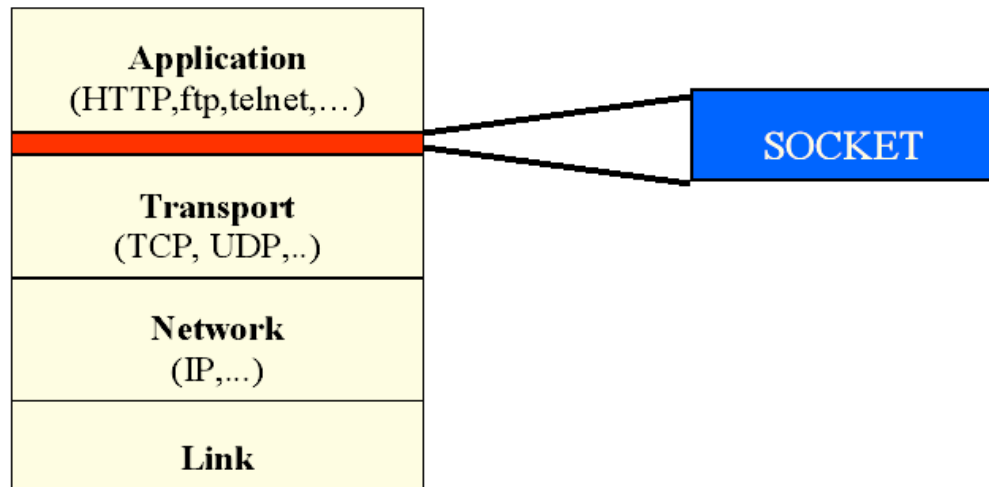 Application
(HTTP,ftp,telnet,…)
SOCKET
Transport
(TCP, UDP,..)
Network
(IP,...)
Link